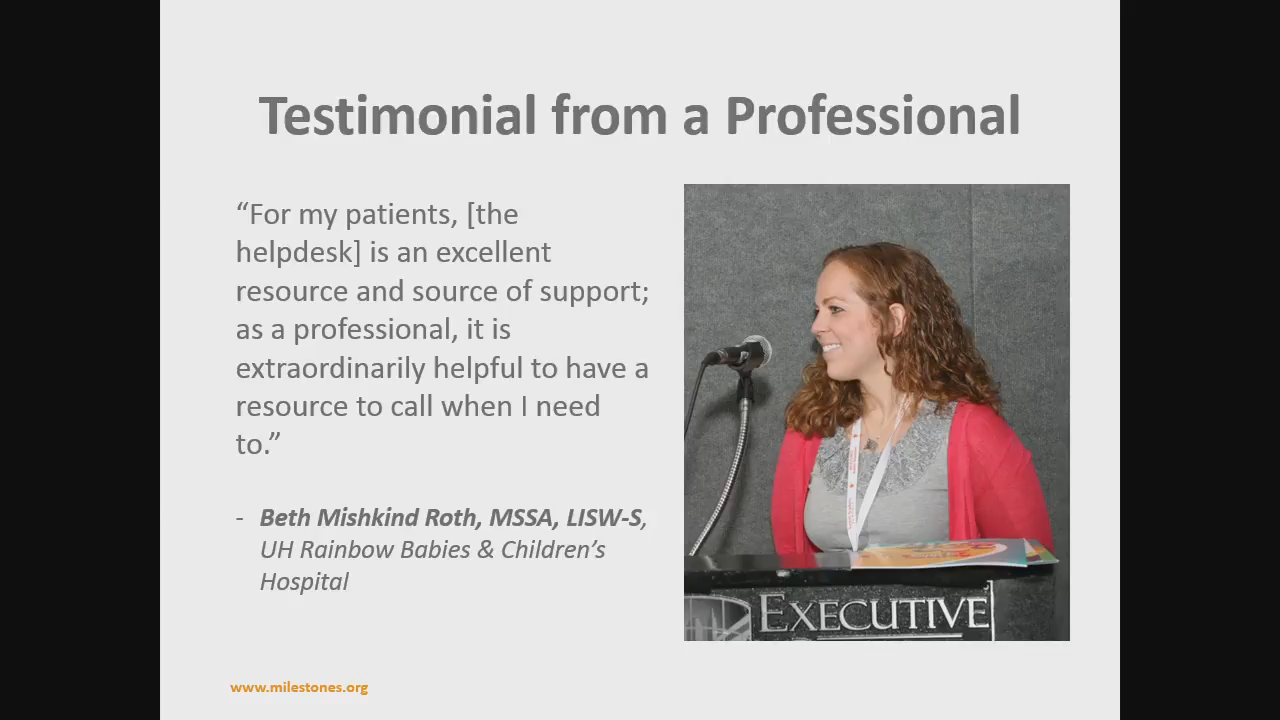 Testimonial from a Professional
“For my patients, [the
helpdesk] is an excellent
resource and source of support;
as a professional, it is
extraordinarily helpful to have a
resource to call when I need
to.”
- Beth Mishkind Roth, MSSA, LISW-S,
UH Rainbow Babies & Children’s
Hospital
EXECUTIVE
www.milestones.org